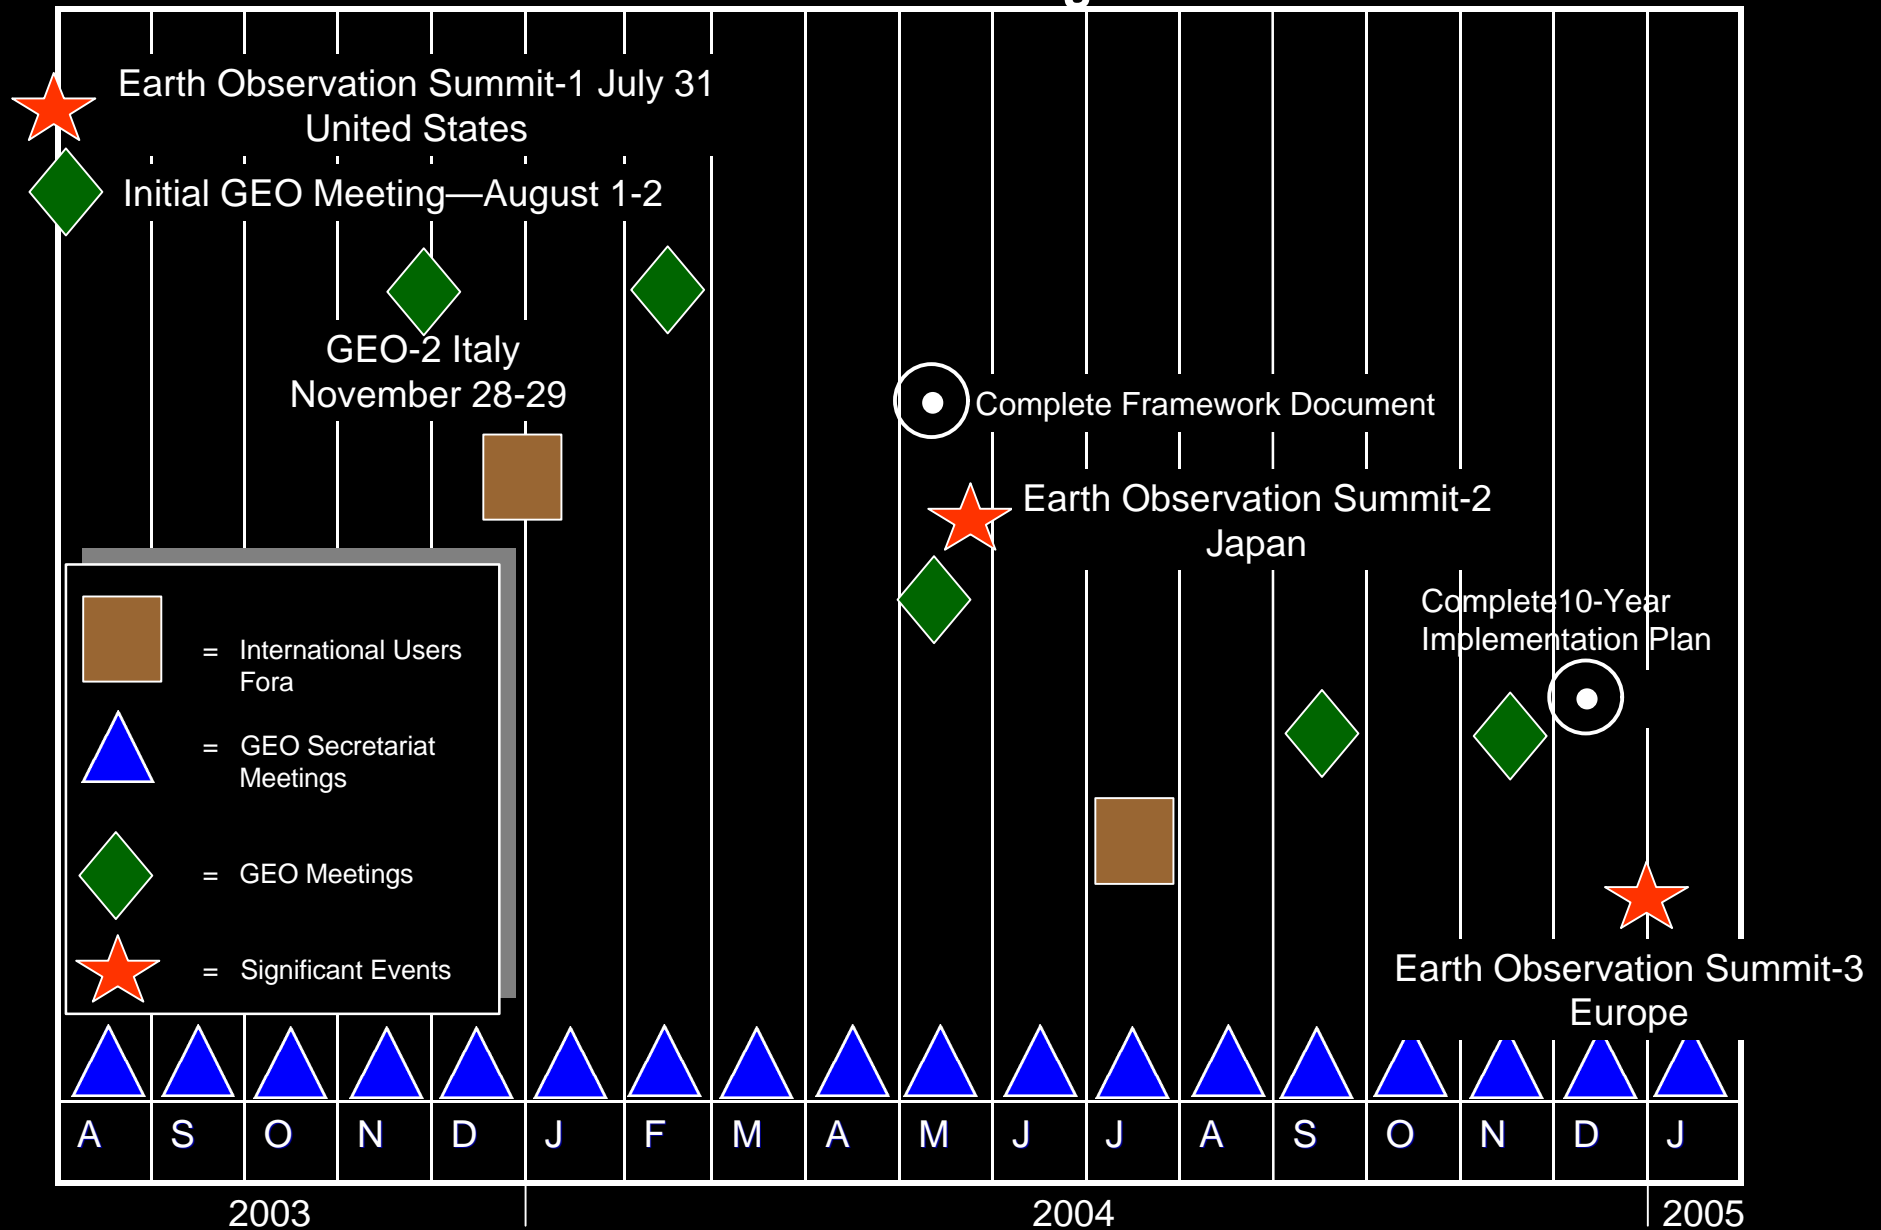 Earth Observation Summit-1 July 31
United States
Initial GEO Meeting—August 1-2
GEO-2 Italy
November 28-29
Complete Framework Document
Earth Observation Summit-2
Japan
Complete10-Year
Implementation Plan
= International Users
Fora
= GEO Secretariat
Meetings
= GEO Meetings
= Significant Events
Earth Observation Summit-3
Europe
A S O N D J F M A M J J A S O N D J
2003 2004 2005